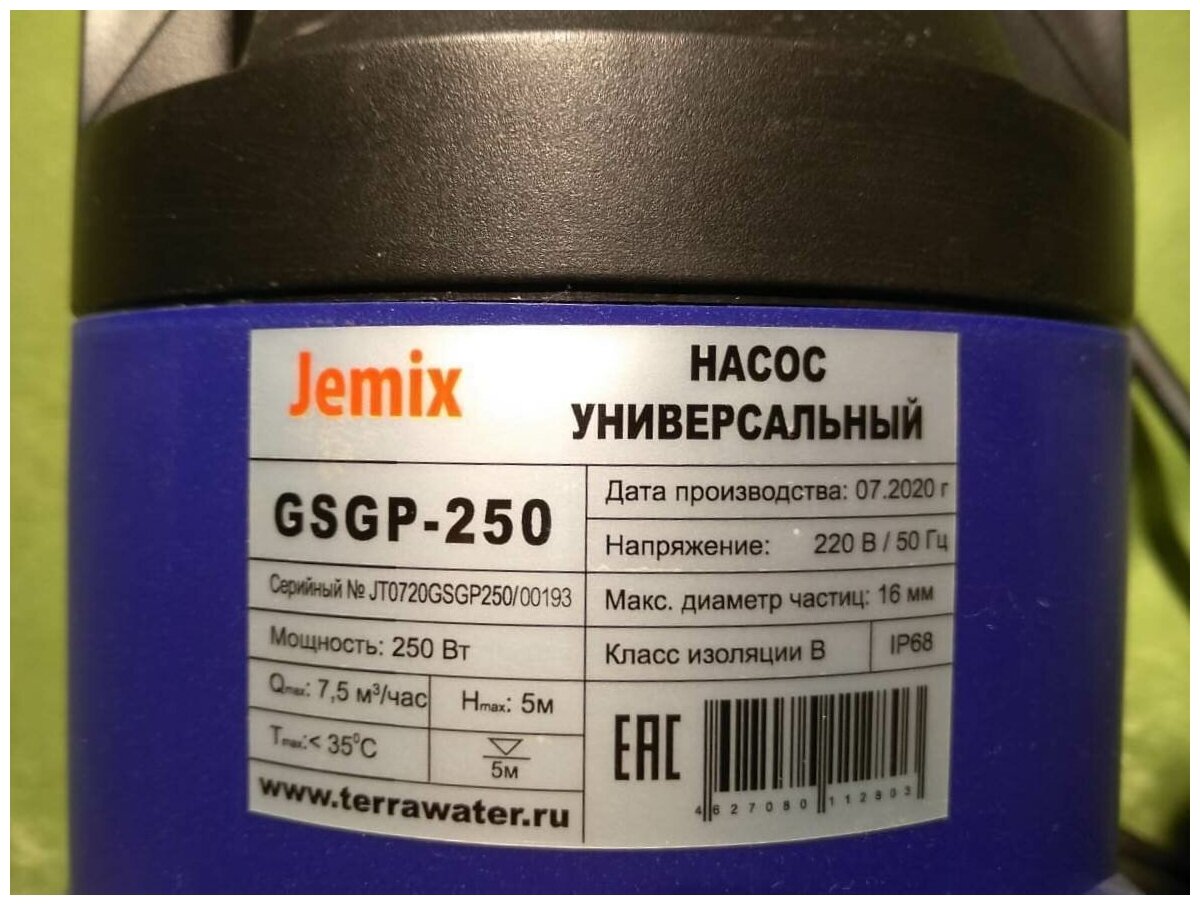 Jemix
НАСОС
УНИВЕРСАЛЬНЫЙ
GSGP-250
Серийный № JT0720GSGP250/00193
Мощность: 250 Вт
Qmax: 7,5 м³/час
Hmax: 5м
Tmax:< 35⁰C
5м
www.terrawater.ru
Дата производства: 07.2020 г
Напряжение: 220 В / 50 Гц
Макс. диаметр частиц: 16 мм
Класс изоляции В
IP68
EAC
4627080112803